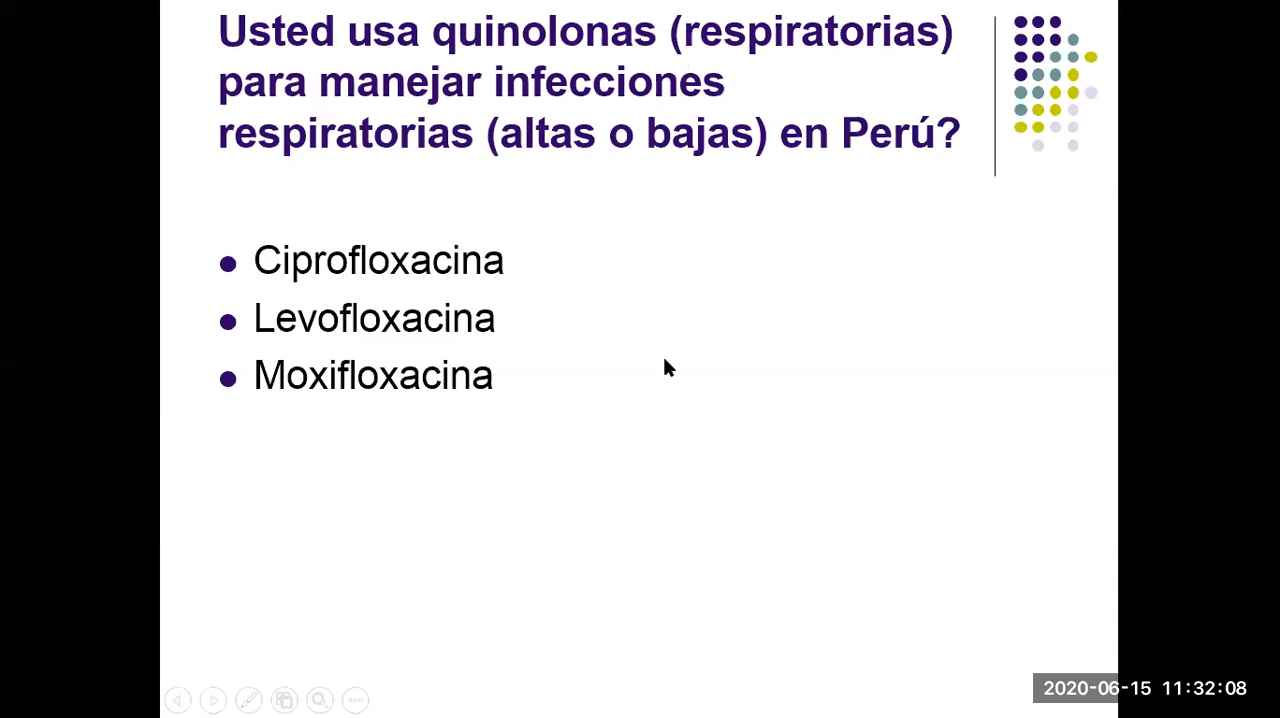 Usted usa quinolonas (respiratorias)
para manejar infecciones
respiratorias (altas o bajas) en Perú?
Ciprofloxacina
Levofloxacina
Moxifloxacina
2020-06-15 11:32:08